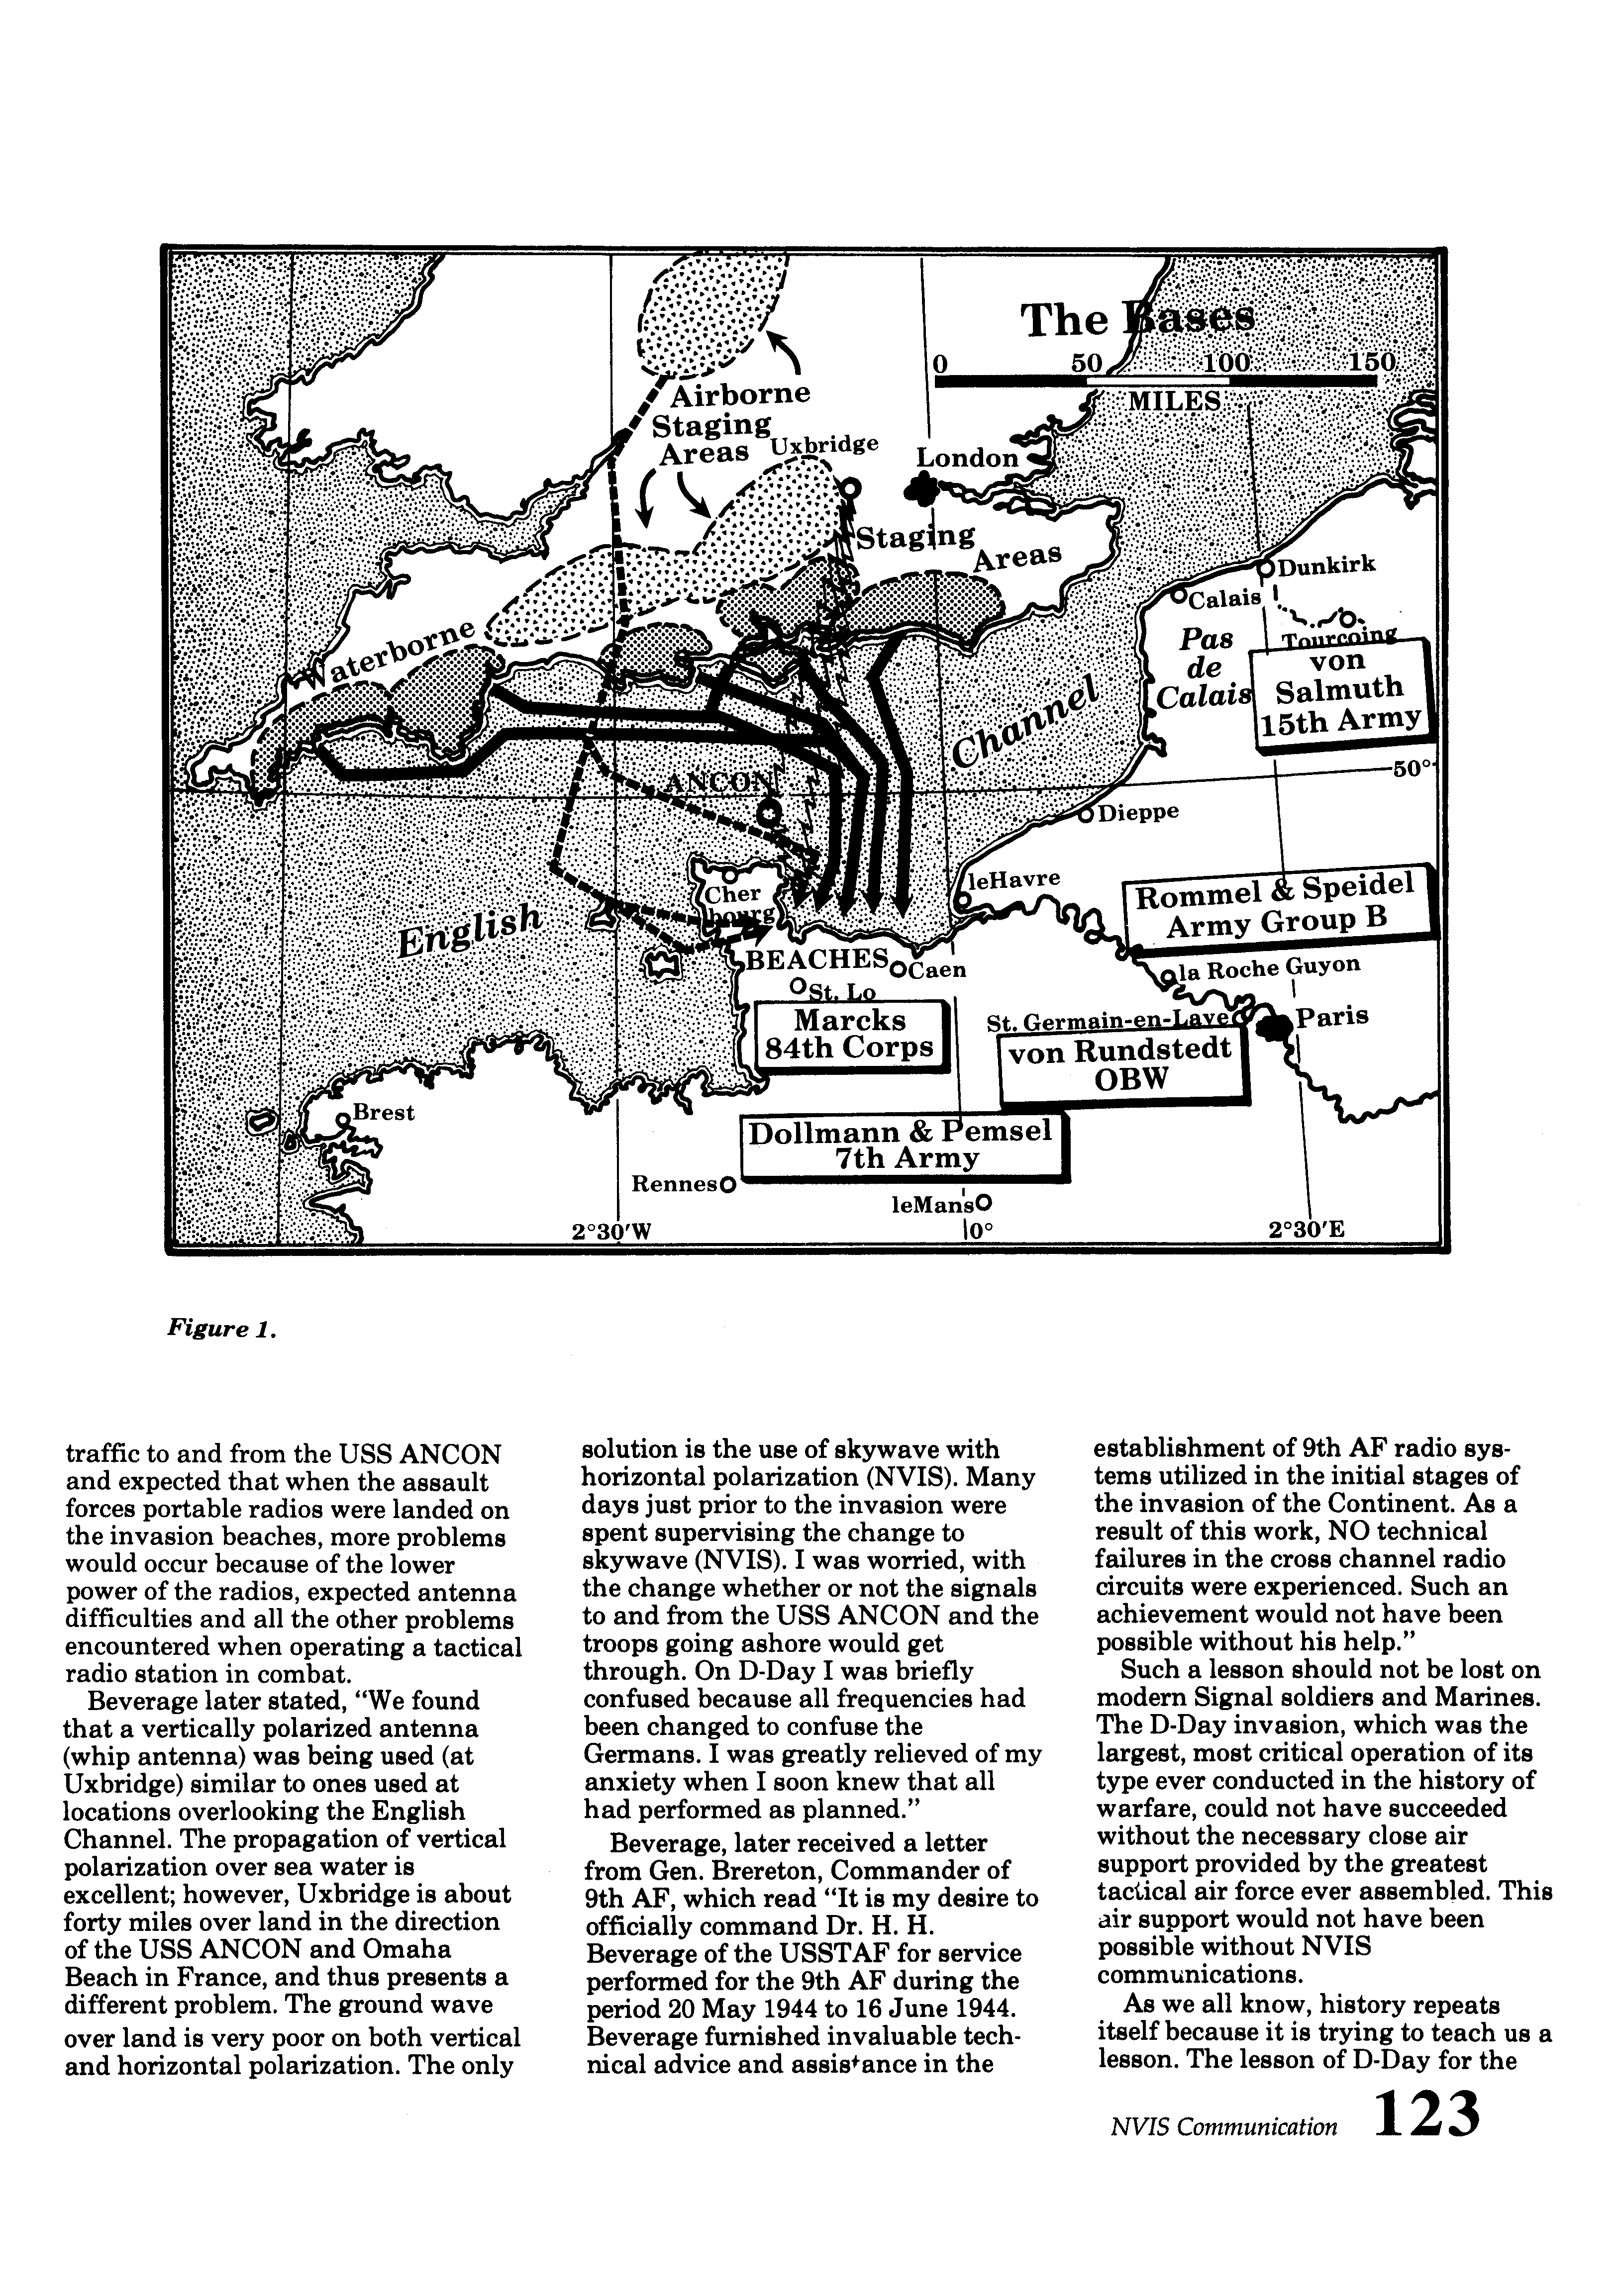 The Bases
0 50 100 150
MILES
Airborne
Staging
Areas
Uxbridge
London
Staging
Areas
Waterborne
Dunkirk
Calais
Tourcoing
Pas
de
Calais
von
Salmuth
15th Army
Channel
ANCON
50°
Dieppe
leHavre
Cher
bourg
English
Rommel & Speidel
Army Group B
BEACHES
Caen
la Roche Guyon
St. Lo
Marcks
84th Corps
St. Germain-en-Laye
Paris
von Rundstedt
OBW
Brest
Dollmann & Pemsel
7th Army
Rennes
leMans
2°30'W
0°
2°30'E
Figure 1.
traffic to and from the USS ANCON
and expected that when the assault
forces portable radios were landed on
the invasion beaches, more problems
would occur because of the lower
power of the radios, expected antenna
difficulties and all the other problems
encountered when operating a tactical
radio station in combat.
Beverage later stated, “We found
that a vertically polarized antenna
(whip antenna) was being used (at
Uxbridge) similar to ones used at
locations overlooking the English
Channel. The propagation of vertical
polarization over sea water is
excellent; however, Uxbridge is about
forty miles over land in the direction
of the USS ANCON and Omaha
Beach in France, and thus presents a
different problem. The ground wave
over land is very poor on both vertical
and horizontal polarization. The only
solution is the use of skywave with
horizontal polarization (NVIS). Many
days just prior to the invasion were
spent supervising the change to
skywave (NVIS). I was worried, with
the change whether or not the signals
to and from the USS ANCON and the
troops going ashore would get
through. On D-Day I was briefly
confused because all frequencies had
been changed to confuse the
Germans. I was greatly relieved of my
anxiety when I soon knew that all
had performed as planned.”
Beverage, later received a letter
from Gen. Brereton, Commander of
9th AF, which read “It is my desire to
officially command Dr. H. H.
Beverage of the USSTAF for service
performed for the 9th AF during the
period 20 May 1944 to 16 June 1944.
Beverage furnished invaluable tech-
nical advice and assistance in the
establishment of 9th AF radio sys-
tems utilized in the initial stages of
the invasion of the Continent. As a
result of this work, NO technical
failures in the cross channel radio
circuits were experienced. Such an
achievement would not have been
possible without his help.”
Such a lesson should not be lost on
modern Signal soldiers and Marines.
The D-Day invasion, which was the
largest, most critical operation of its
type ever conducted in the history of
warfare, could not have succeeded
without the necessary close air
support provided by the greatest
tactical air force ever assembled. This
air support would not have been
possible without NVIS
communications.
As we all know, history repeats
itself because it is trying to teach us a
lesson. The lesson of D-Day for the
NVIS Communication 123